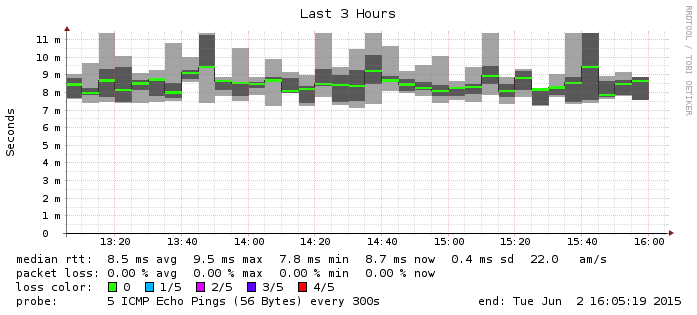 Last 3 Hours
RRDTOOL / TOBI OETIKER
Seconds
11 m
10 m
9 m
8 m
7 m
6 m
5 m
4 m
3 m
2 m
1 m
0
13:20 13:40 14:00 14:20 14:40 15:00 15:20 15:40 16:00
median rtt: 8.5 ms avg 9.5 ms max 7.8 ms min 8.7 ms now 0.4 ms sd 22.0 am/s
packet loss: 0.00 % avg 0.00 % max 0.00 % min 0.00 % now
loss color: 0 1/5 2/5 3/5 4/5
probe: 5 ICMP Echo Pings (56 Bytes) every 300s end: Tue Jun 2 16:05:19 2015